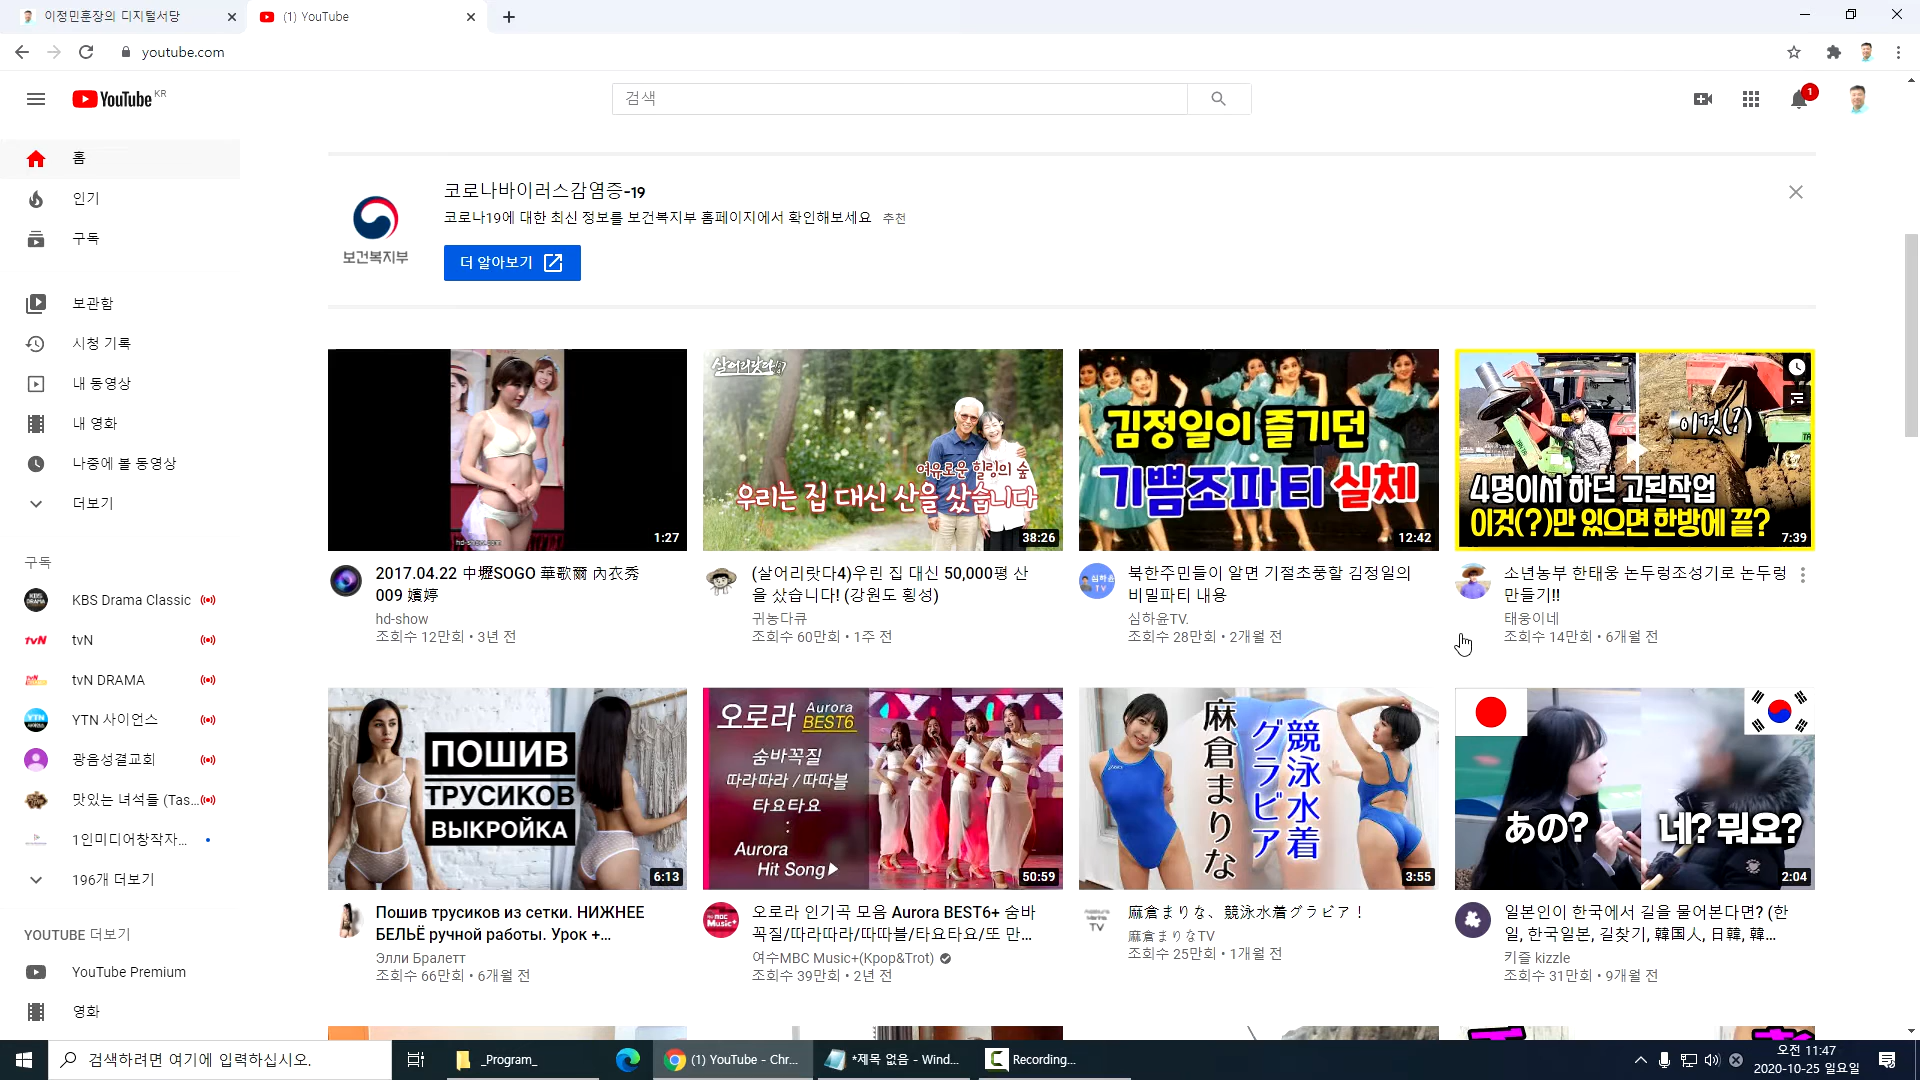 이정민훈장의 디지털서당
(1) YouTube
youtube.com
YouTube KR
검색
1
홈
인기
구독
보관함
시청 기록
내 동영상
내 영화
나중에 볼 동영상
더보기
구독
KBS Drama Classic
tvN
tvN DRAMA
YTN 사이언스
광음성결교회
맛있는 녀석들 (Tas...
1인미디어창작자...
196개 더보기
YOUTUBE 더보기
YouTube Premium
영화
코로나바이러스감염증-19
코로나19에 대한 최신 정보를 보건복지부 홈페이지에서 확인해보세요 추천
보건복지부
더 알아보기
hd-show.com
1:27
2017.04.22 中壢SOGO 華歌爾 內衣秀
009 嬪婷
hd-show
조회수 12만회 • 3년 전
살어리랏다
여유로운 힐링의 숲
우리는 집 대신 산을 샀습니다
38:26
(살어리랏다4)우린 집 대신 50,000평 산
을 샀습니다! (강원도 횡성)
귀농다큐
조회수 60만회 • 1주 전
김정일이 즐기던
기쁨조파티 실체
12:42
심하윤
TV
북한주민들이 알면 기절초풍할 김정일의
비밀파티 내용
심하윤TV.
조회수 28만회 • 2개월 전
이것(?)
4명이서 하던 고된작업
이것(?)만 있으면 한방에 끝?
7:39
소년농부 한태웅 논두렁조성기로 논두렁
만들기!!
태웅이네
조회수 14만회 • 6개월 전
ПОШИВ
ТРУСИКОВ
ВЫКРОЙКА
6:13
Пошив трусиков из сетки. НИЖНЕЕ
БЕЛЬЁ ручной работы. Урок +...
Элли Бралетт
조회수 66만회 • 6개월 전
오로라 Aurora
BEST6
숨바꼭질
따라따라 / 따따블
타요타요
:
Aurora
Hit Song▶
50:59
MBC
Music+
오로라 인기곡 모음 Aurora BEST6+ 숨바
꼭질/따라따라/따따블/타요타요/또 만...
여수MBC Music+(Kpop&Trot)
조회수 39만회 • 2년 전
麻倉まりな
競泳水着
グラビア
3:55
麻倉まりな、競泳水着グラビア！
麻倉まりなTV
조회수 25만회 • 1개월 전
あの?
네? 뭐요?
2:04
일본인이 한국에서 길을 물어본다면? (한
일, 한국일본, 길찾기, 韓国人, 日韓, 韓...
키즐 kizzle
조회수 31만회 • 9개월 전
검색하려면 여기에 입력하십시오.
_Program_
(1) YouTube - Chr...
*제목 없음 - Wind...
Recording...
오전 11:47
2020-10-25 일요일